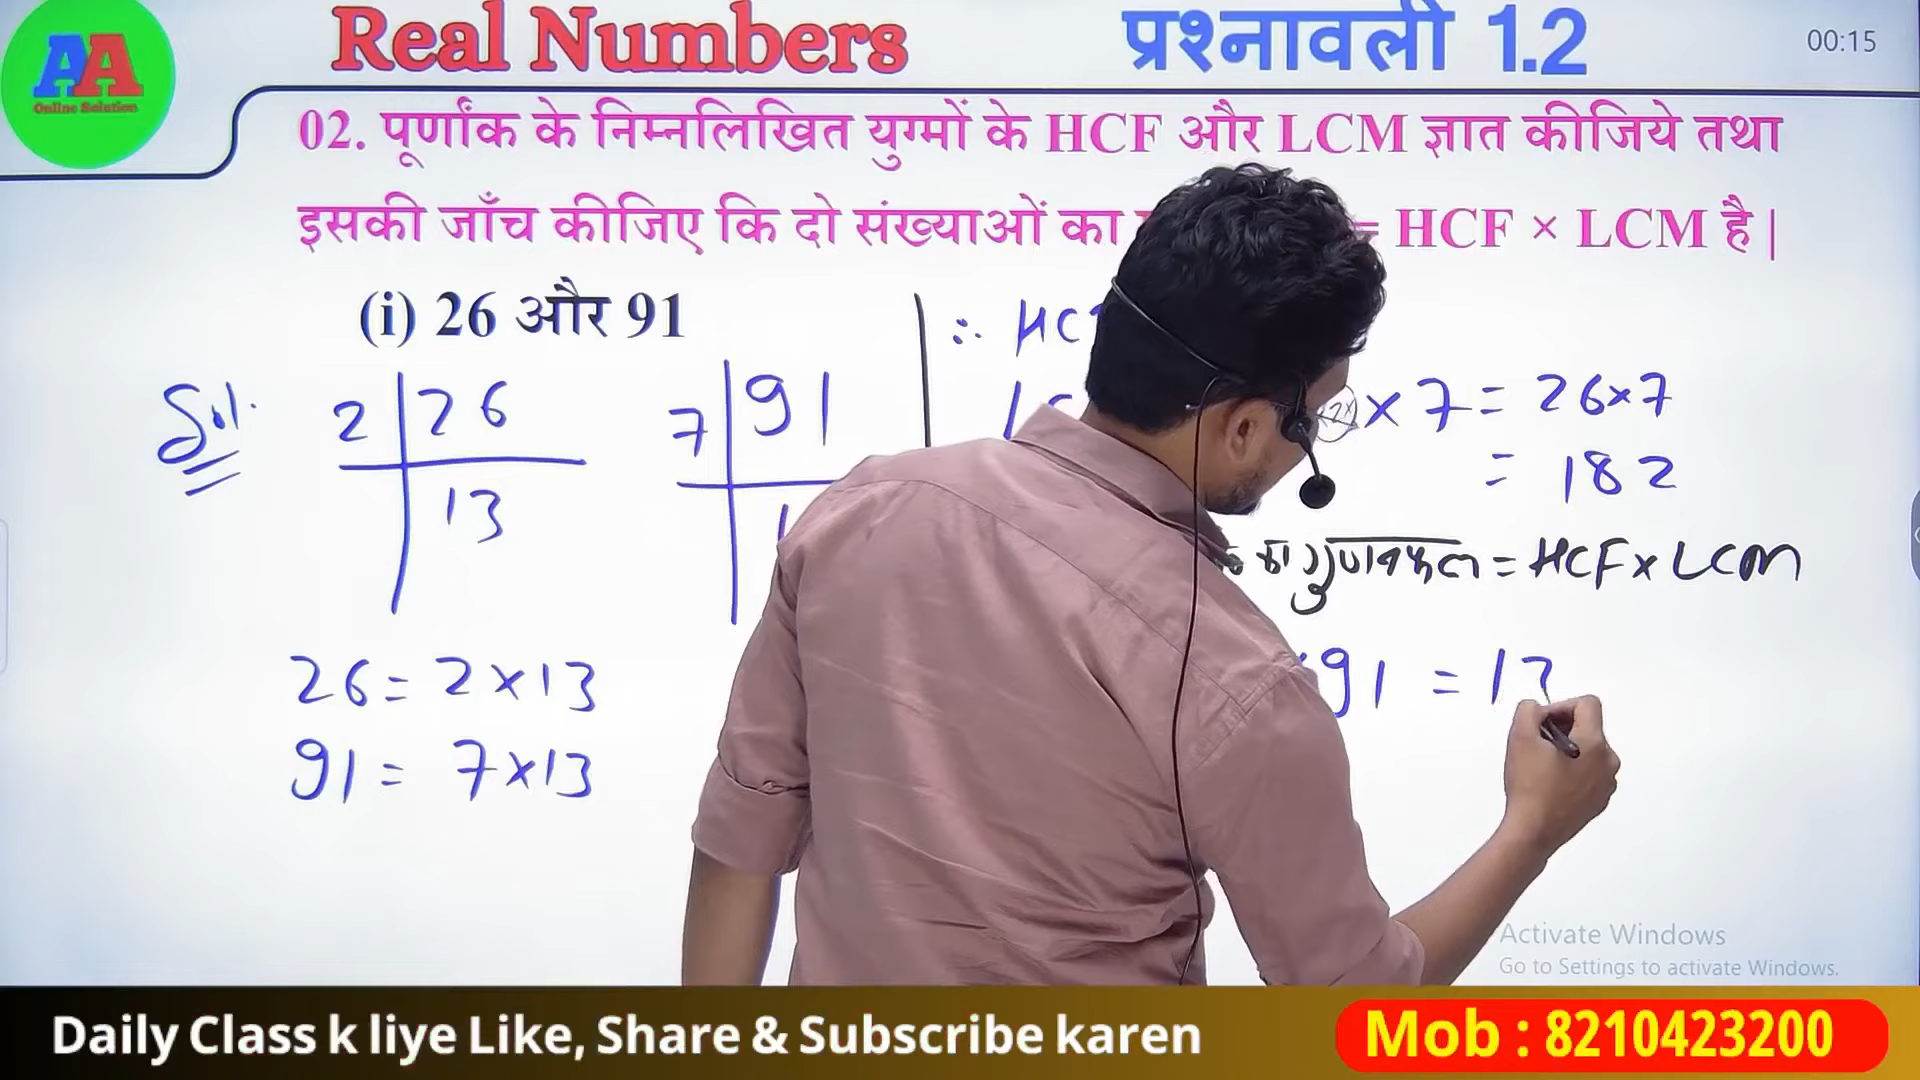 AA
Online Solution
Real Numbers
प्रश्नावली 1.2
00:15
02. पूर्णांक के निम्नलिखित युग्मों के HCF और LCM ज्ञात कीजिये तथा
इसकी जाँच कीजिए कि दो संख्याओं का = HCF × LCM है |
(i) 26 और 91
Sol.
2 | 26
13
7 | 91
26 = 2 × 13
91 = 7 × 13
∴ HC
× 7 = 26 × 7
= 182
का गुणनफल = HCF × LCM
91 = 13
Activate Windows
Go to Settings to activate Windows.
Daily Class k liye Like, Share & Subscribe karen
Mob : 8210423200